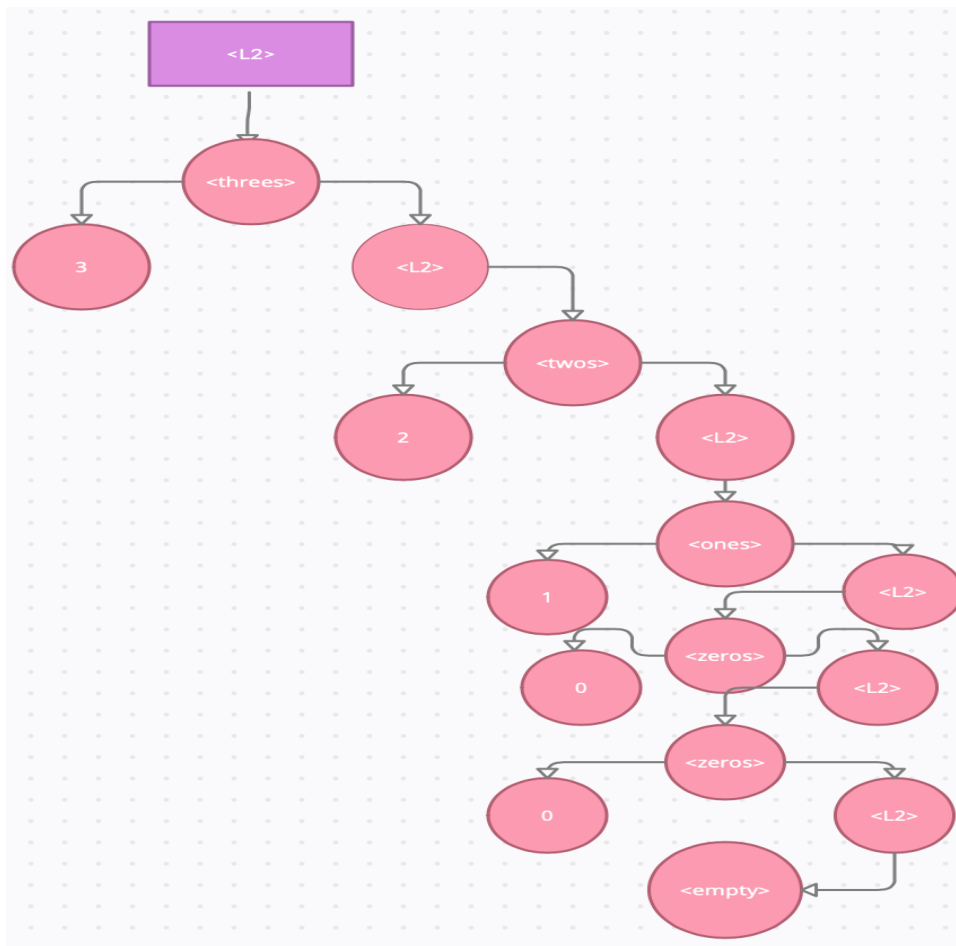 <L2>
<threes>
3
<L2>
<twos>
2
<L2>
<ones>
1
<L2>
<zeros>
0
<L2>
<zeros>
0
<L2>
<empty>